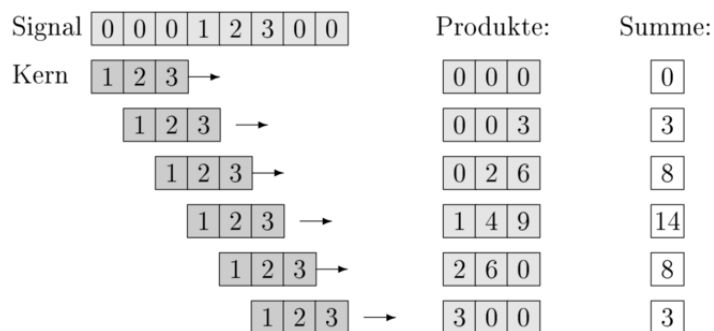 Signal 0 0 0 1 2 3 0 0 Produkte: Summe:
Kern 1 2 3 0 0 0 0
1 2 3 0 0 3 3
1 2 3 0 2 6 8
1 2 3 1 4 9 14
1 2 3 2 6 0 8
1 2 3 3 0 0 3